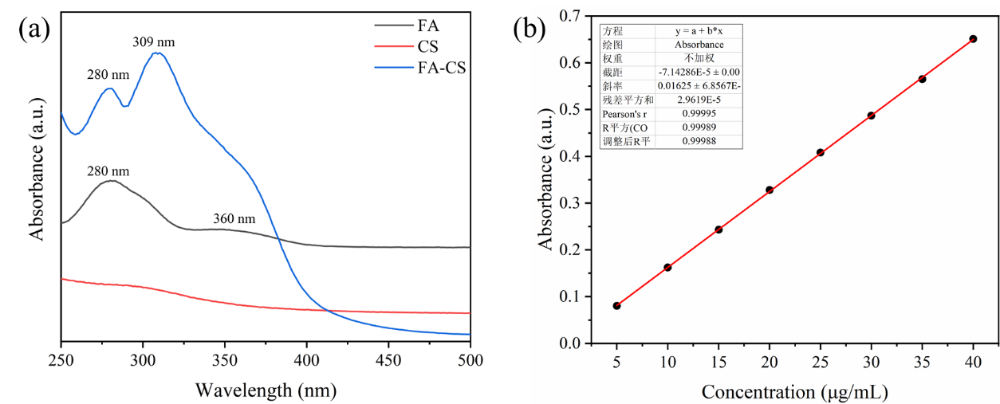 (a)
FA
CS
FA-CS
309 nm
280 nm
280 nm
360 nm
Absorbance (a.u.)
250 300 350 400 450 500
Wavelength (nm)
(b)
方程 y = a + b*x
绘图 Absorbance
权重 不加权
截距 -7.14286E-5 ± 0.00
斜率 0.01625 ± 6.8567E-
残差平方和 2.9619E-5
Pearson's r 0.99995
R平方(CO 0.99989
调整后R平 0.99988
0.7
0.6
0.5
0.4
0.3
0.2
0.1
0.0
Absorbance (a.u.)
5 10 15 20 25 30 35 40
Concentration (μg/mL)